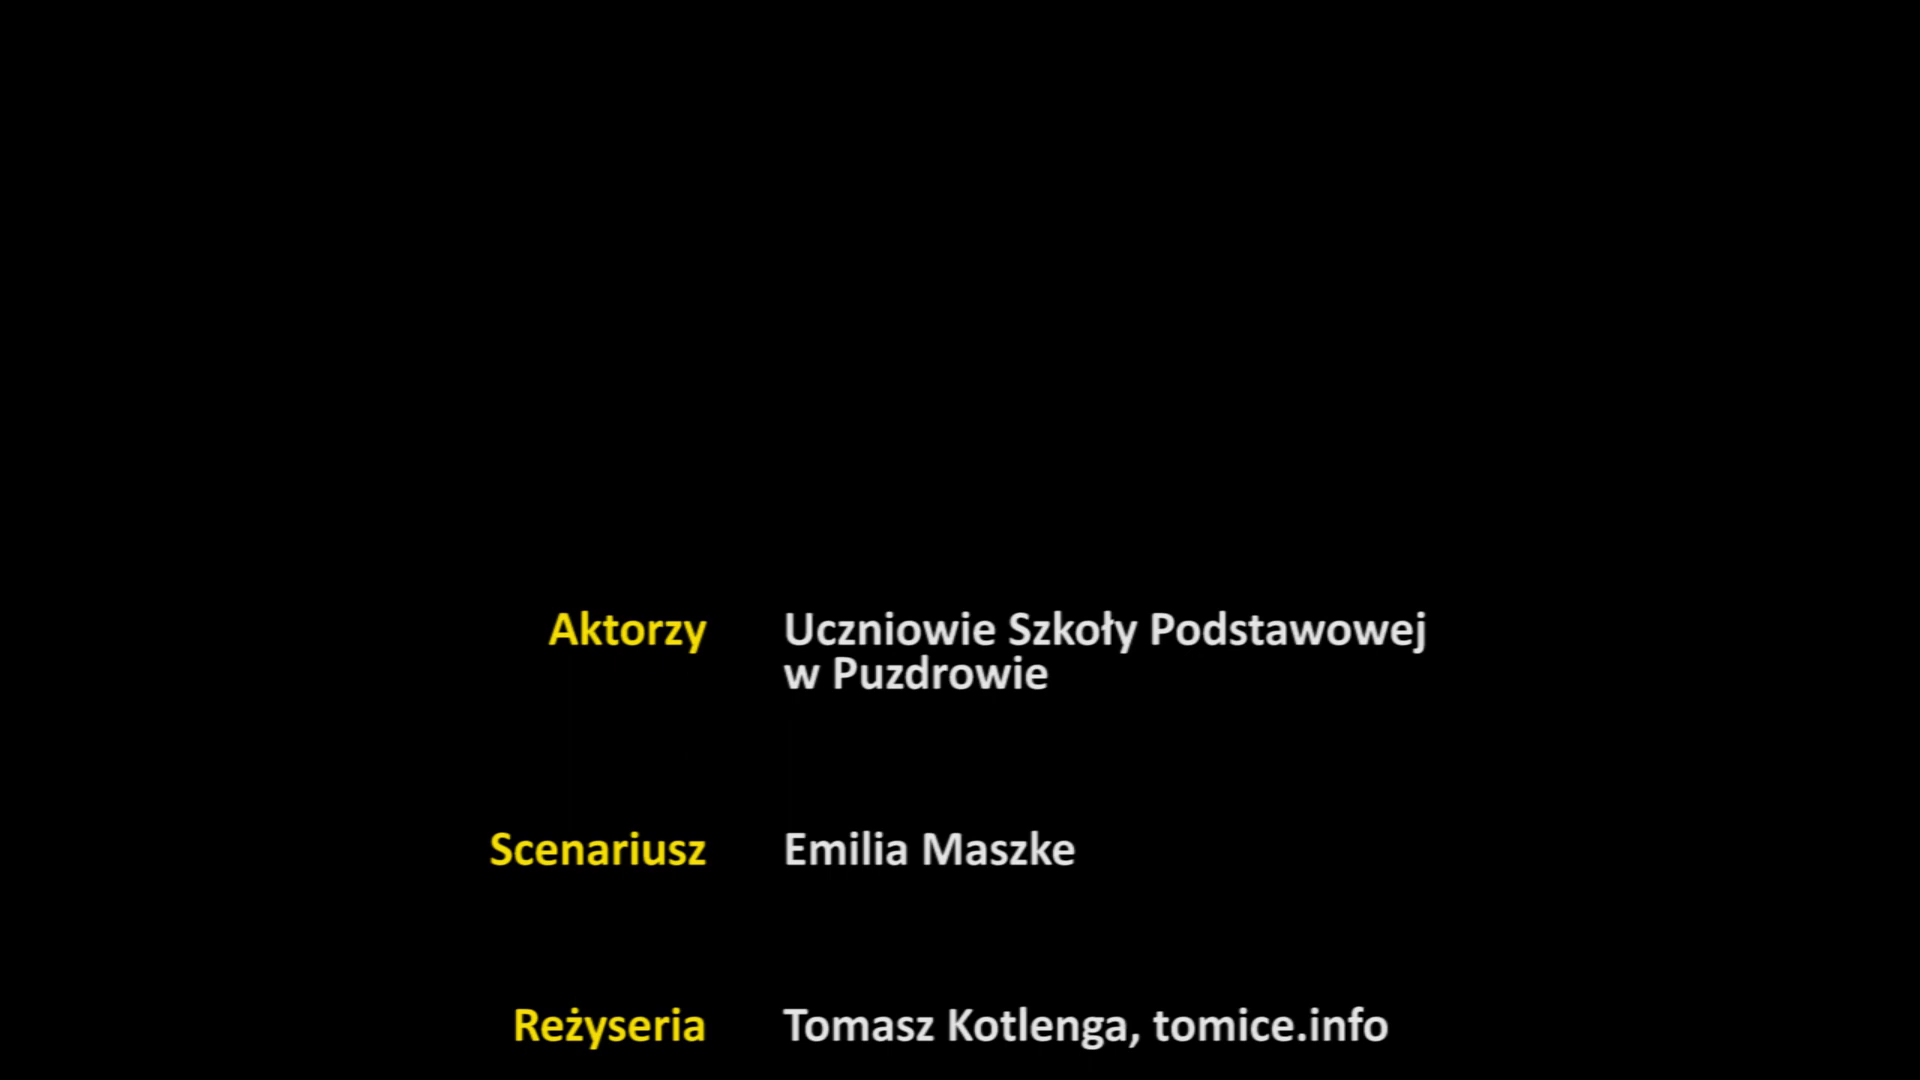 Aktorzy Uczniowie Szkoły Podstawowej
w Puzdrowie
Scenariusz Emilia Maszke
Reżyseria Tomasz Kotlenga, tomice.info